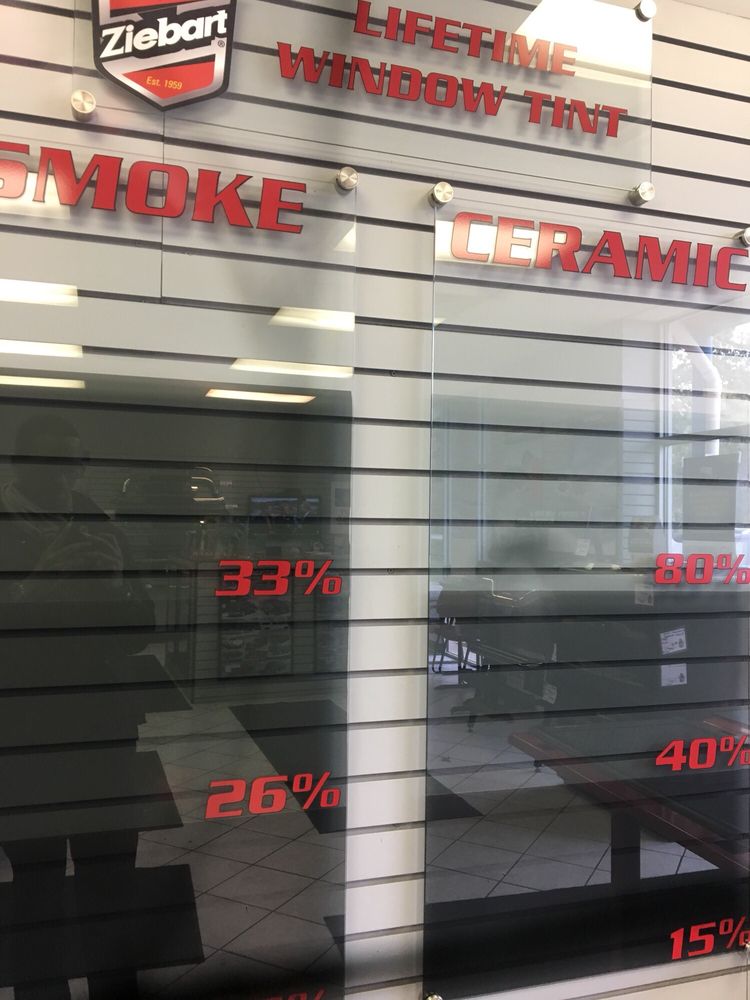 Ziebart®
Est. 1959
LIFETIME
WINDOW TINT
SMOKE
33%
26%
CERAMIC
80%
40%
15%